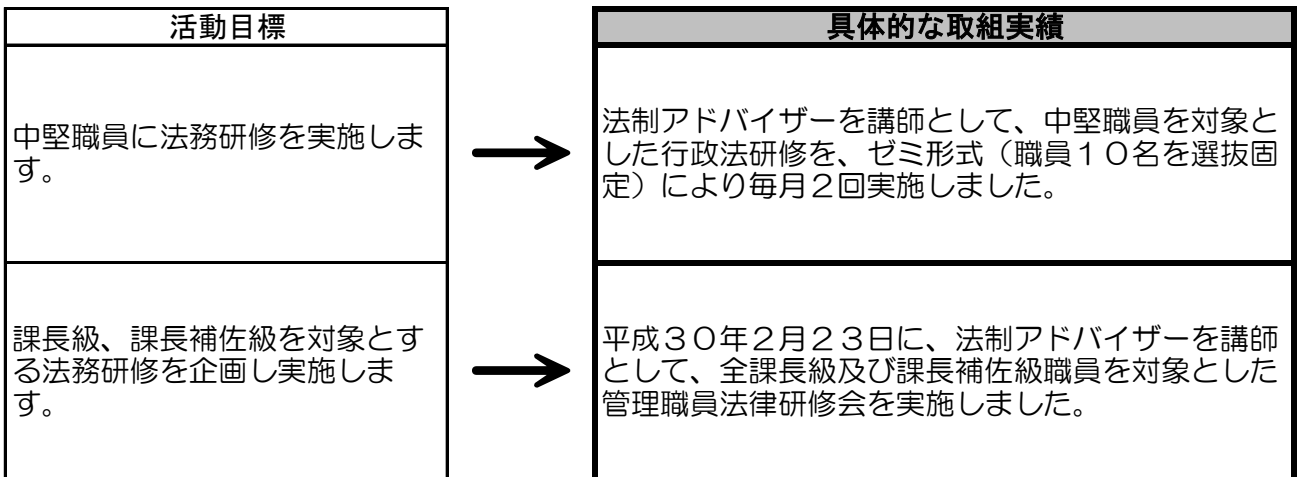 活動目標
具体的な取組実績
中堅職員に法務研修を実施しま
す。
法制アドバイザーを講師として、中堅職員を対象と
した行政法研修を、ゼミ形式（職員１０名を選抜固
定）により毎月２回実施しました。
課長級、課長補佐級を対象とす
る法務研修を企画し実施しま
す。
平成３０年２月２３日に、法制アドバイザーを講師
として、全課長級及び課長補佐級職員を対象とした
管理職員法律研修会を実施しました。